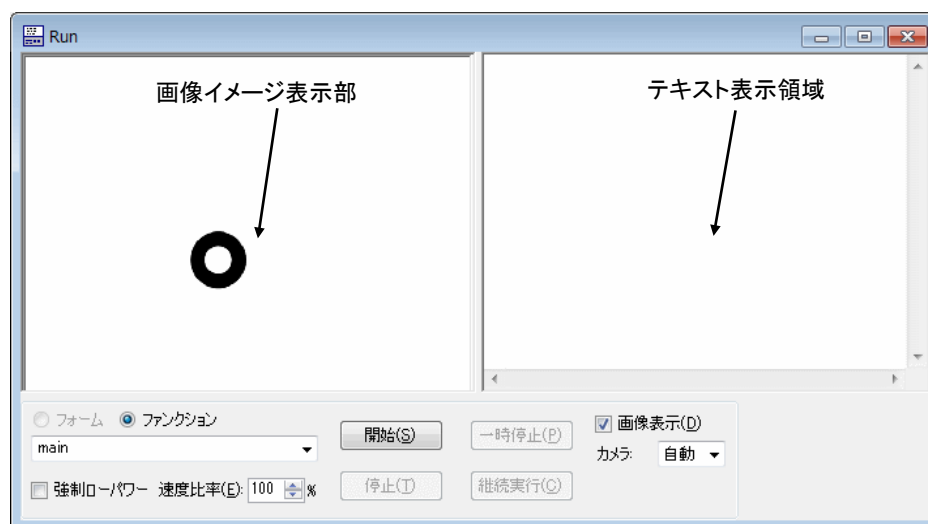 Run
画像イメージ表示部
テキスト表示領域
フォーム ファンクション
main
強制ローパワー 速度比率(E): 100 %
開始(S)
一時停止(P)
停止(T)
継続実行(C)
画像表示(D)
カメラ: 自動